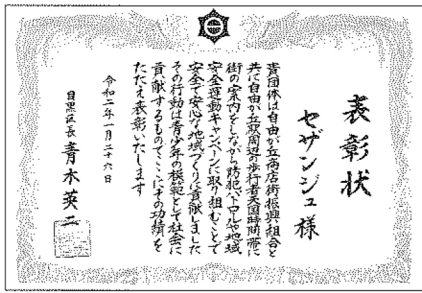 表彰状
セザンジュ様
貴団体は自由が丘商店街振興組合と
共に自由が丘駅周辺の歩行者天国時間帯に
街の案内をしながら防犯パトロールや地域
安全運動キャンペーンに取り組むことで
安全で安心な地域づくりに貢献しました
その行動は青少年の模範として社会に
貢献するものでここにその功績を
たたえ表彰いたします
令和二年一月二十六日
目黒区長 青木英二